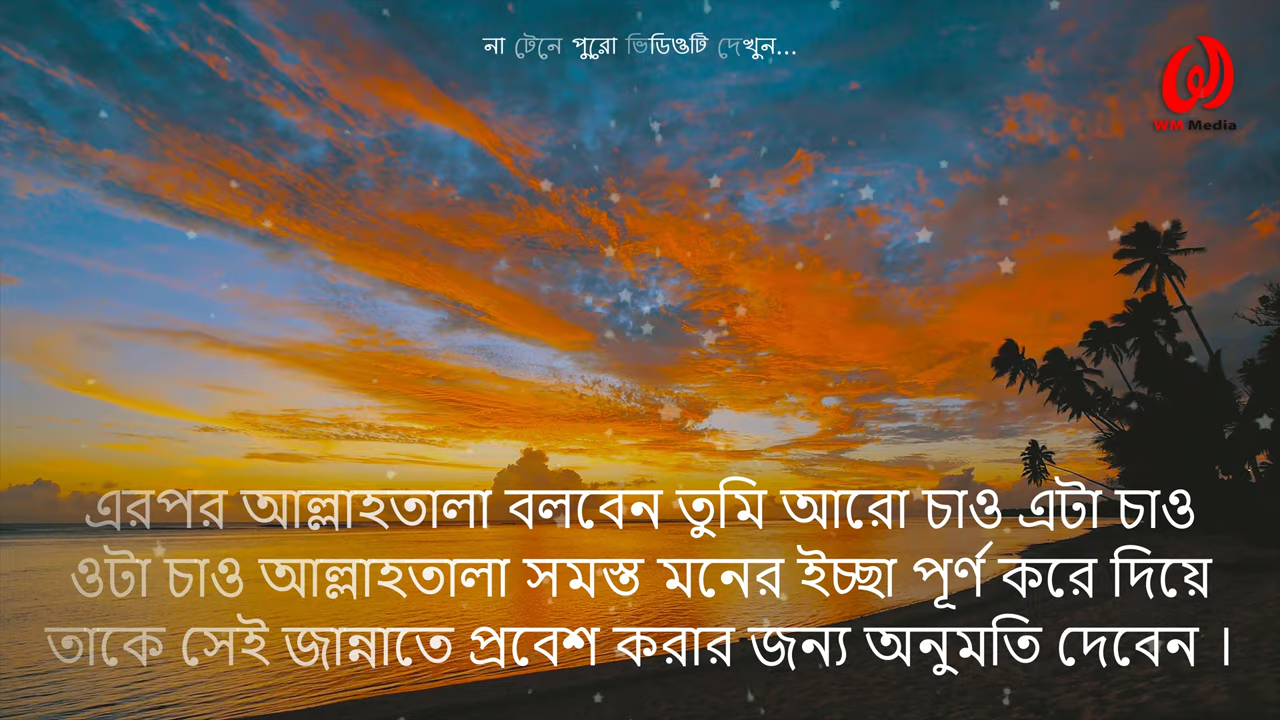 না টেনে পুরো ভিডিওটি দেখুন...
WM Media
এরপর আল্লাহতালা বলবেন তুমি আরো চাও এটা চাও
ওটা চাও আল্লাহতালা সমস্ত মনের ইচ্ছা পূর্ণ করে দিয়ে
তাকে সেই জান্নাতে প্রবেশ করার জন্য অনুমতি দেবেন ।